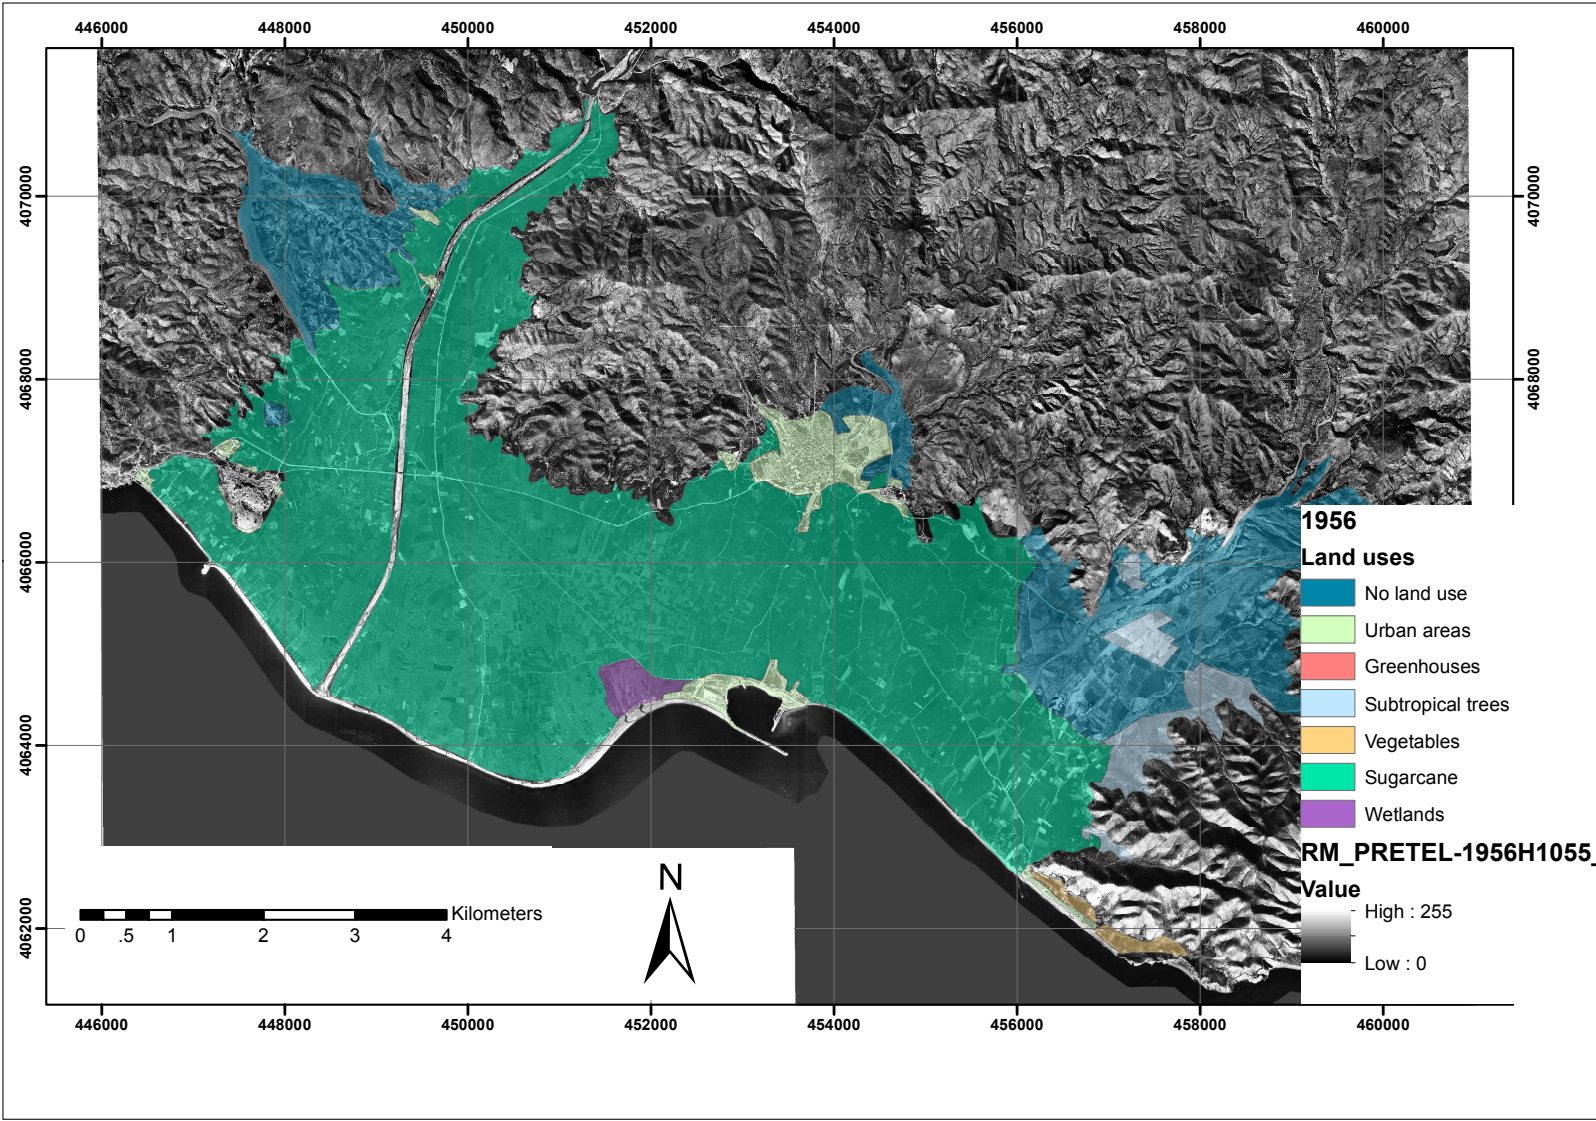 446000 448000 450000 452000 454000 456000 458000 460000
4070000 4070000
4068000 4068000
4066000
4064000
4062000
1956
Land uses
No land use
Urban areas
Greenhouses
Subtropical trees
Vegetables
Sugarcane
Wetlands
RM_PRETEL-1956H1055_
Value
High : 255
Low : 0
N
Kilometers
0 .5 1 2 3 4
446000 448000 450000 452000 454000 456000 458000 460000